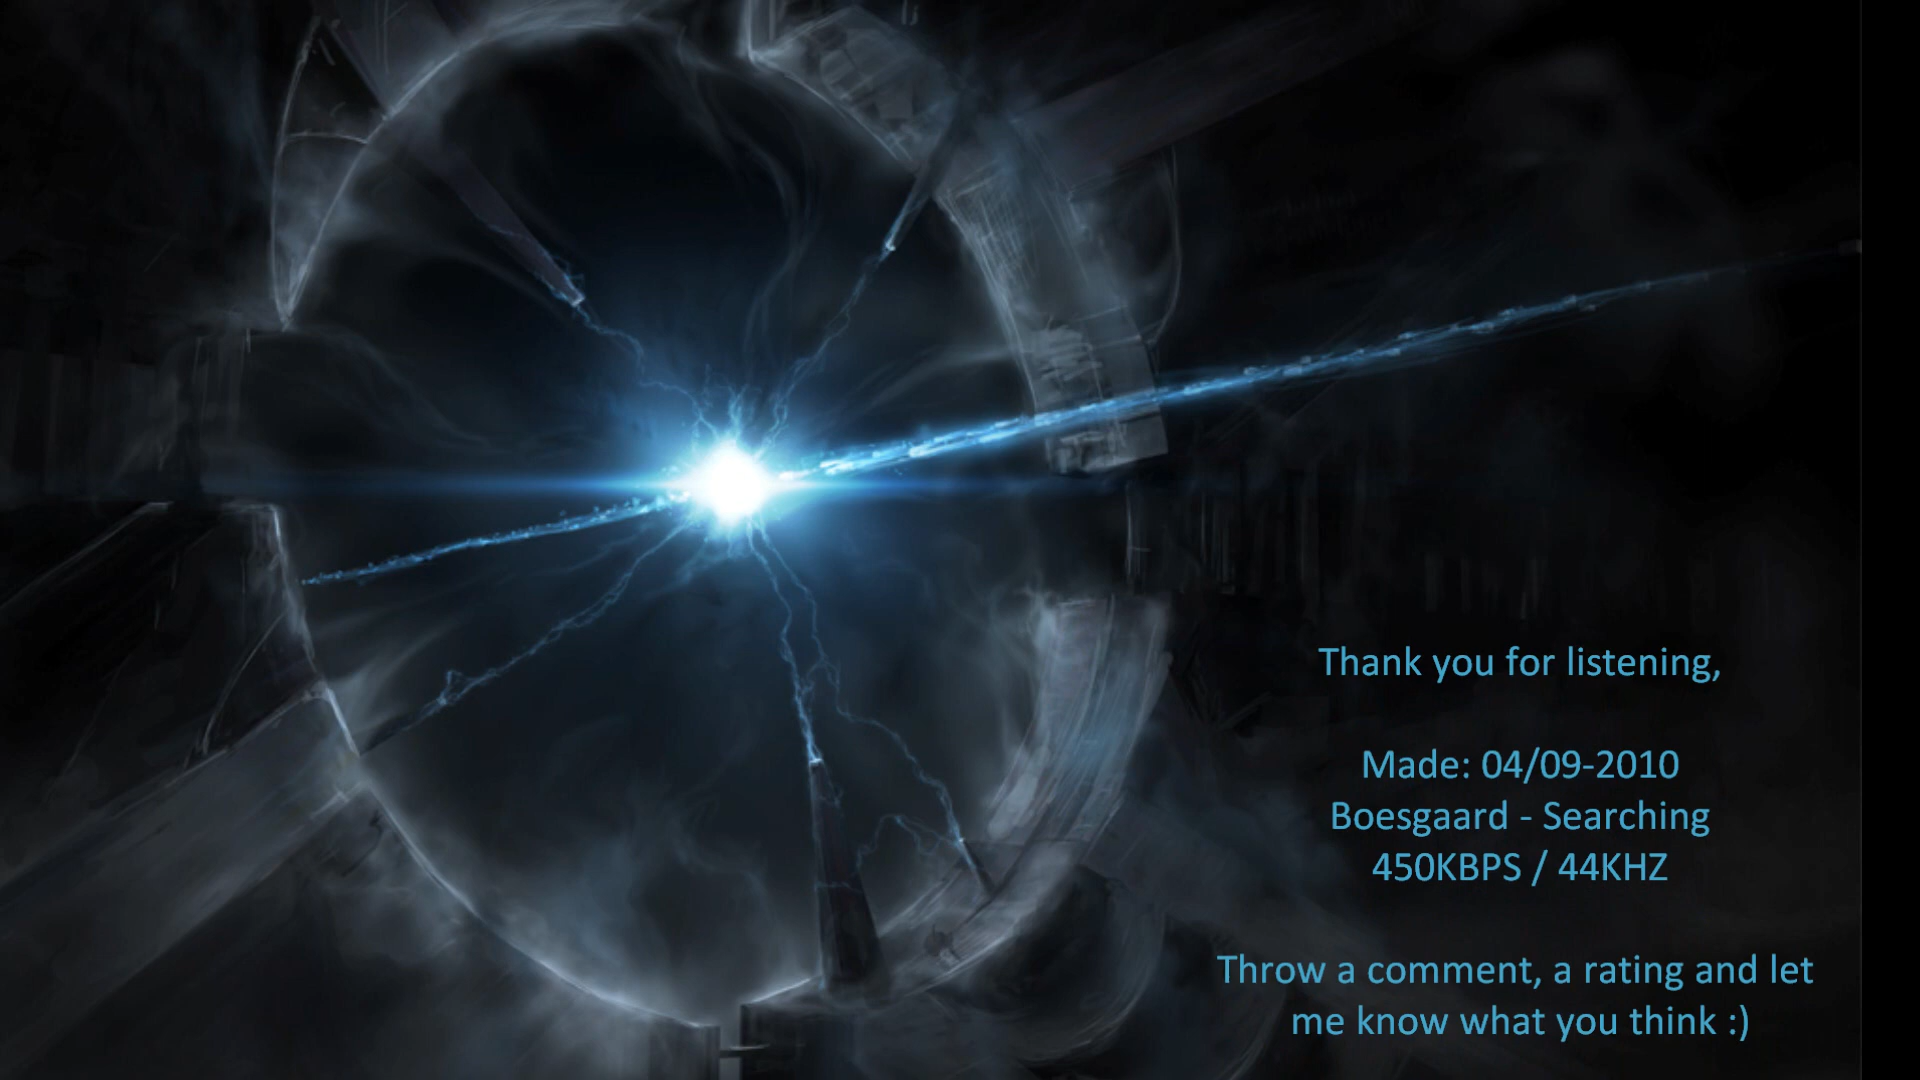 Thank you for listening,
Made: 04/09-2010
Boesgaard - Searching
450KBPS / 44KHZ
Throw a comment, a rating and let
me know what you think :)